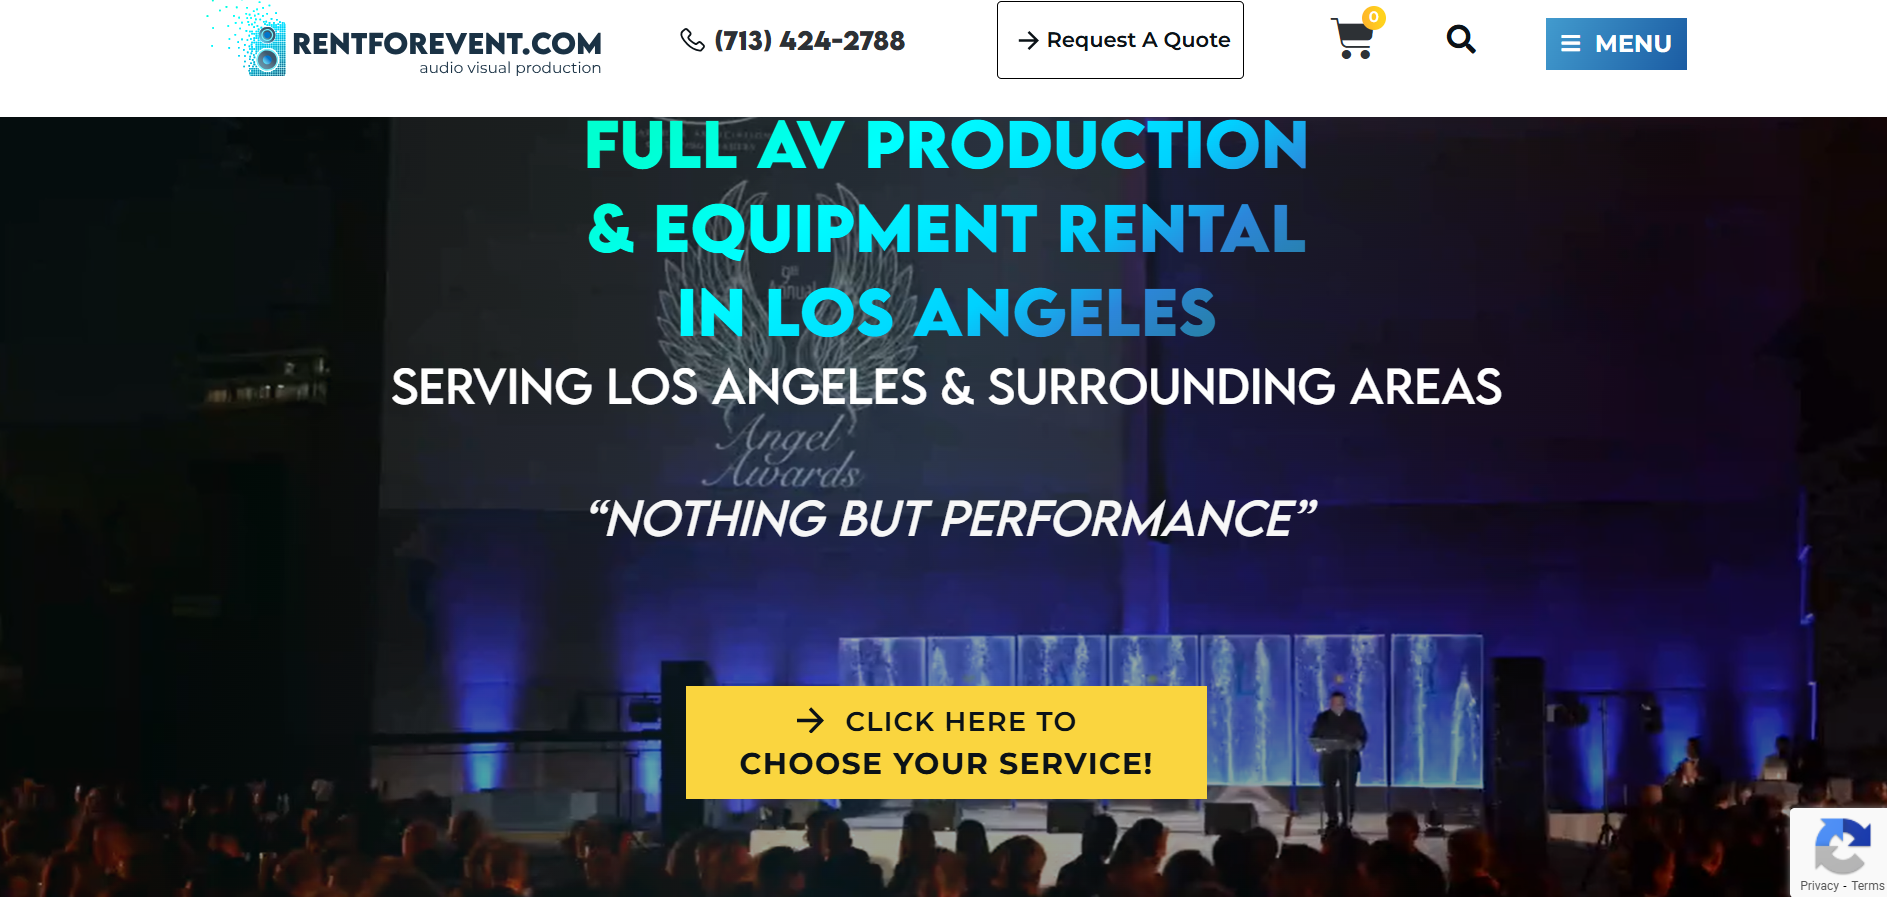 RENTFOREVENT.COM
audio visual production
(713) 424-2788
Request A Quote
0
MENU
FULL AV PRODUCTION
& EQUIPMENT RENTAL
IN LOS ANGELES
SERVING LOS ANGELES & SURROUNDING AREAS
Annual
Angel
Awards
“NOTHING BUT PERFORMANCE”
CLICK HERE TO
CHOOSE YOUR SERVICE!
Privacy - Terms